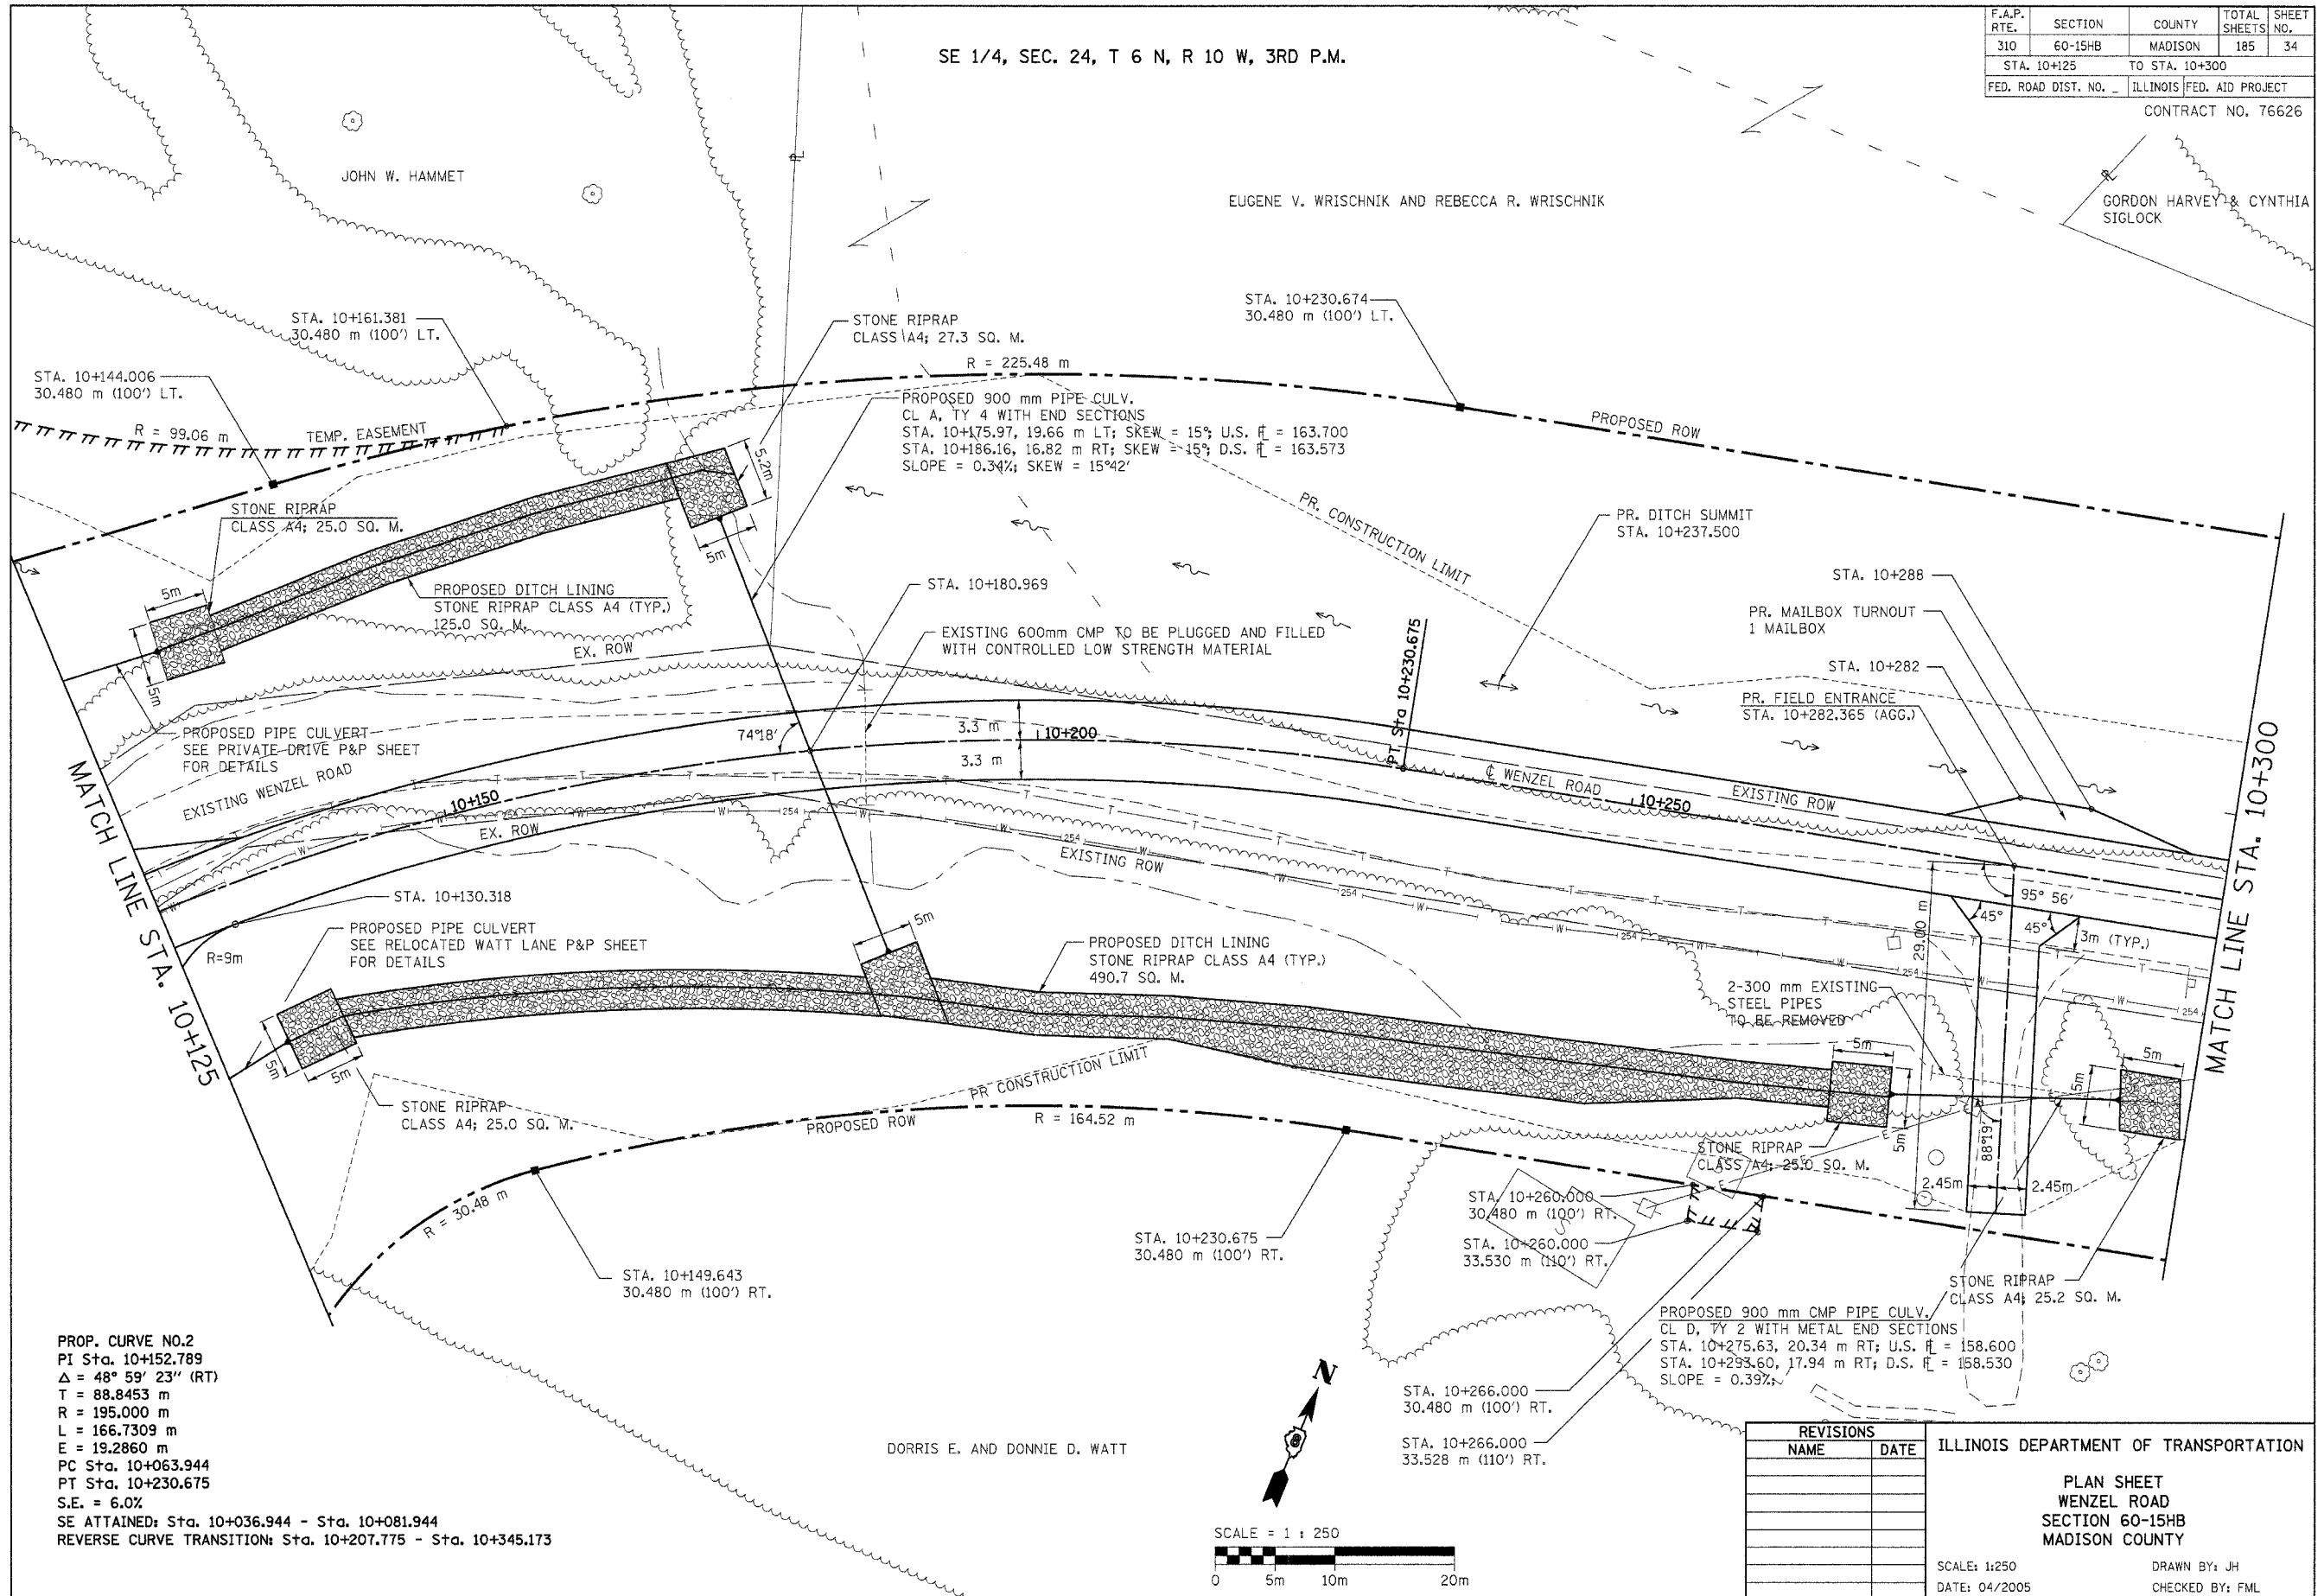 SE 1/4, SEC. 24, T 6 N, R 10 W, 3RD P.M.
F.A.P. RTE.
SECTION
COUNTY
TOTAL SHEETS
SHEET NO.
310
60-15HB
MADISON
185
34
STA. 10+125
TO STA. 10+300
FED. ROAD DIST. NO. _
ILLINOIS
FED. AID PROJECT
CONTRACT NO. 76626
JOHN W. HAMMET
EUGENE V. WRISCHNIK AND REBECCA R. WRISCHNIK
GORDON HARVEY & CYNTHIA
SIGLOCK
STA. 10+161.381
30.480 m (100') LT.
STA. 10+144.006
30.480 m (100') LT.
R = 99.06 m
TEMP. EASEMENT
STONE RIPRAP
CLASS A4; 27.3 SQ. M.
R = 225.48 m
STA. 10+230.674
30.480 m (100') LT.
PROPOSED ROW
PROPOSED 900 mm PIPE CULV.
CL A, TY 4 WITH END SECTIONS
STA. 10+175.97, 19.66 m LT; SKEW = 15°; U.S. FL = 163.700
STA. 10+186.16, 16.82 m RT; SKEW = 15°; D.S. FL = 163.573
SLOPE = 0.34%; SKEW = 15°42'
5.2m
5m
STONE RIPRAP
CLASS A4; 25.0 SQ. M.
5m
5m
PROPOSED DITCH LINING
STONE RIPRAP CLASS A4 (TYP.)
125.0 SQ. M.
PR. CONSTRUCTION LIMIT
PR. DITCH SUMMIT
STA. 10+237.500
STA. 10+180.969
EXISTING 600mm CMP TO BE PLUGGED AND FILLED
WITH CONTROLLED LOW STRENGTH MATERIAL
EX. ROW
PT Sta 10+230.675
STA. 10+288
PR. MAILBOX TURNOUT
1 MAILBOX
STA. 10+282
PR. FIELD ENTRANCE
STA. 10+282.365 (AGG.)
PROPOSED PIPE CULVERT
SEE PRIVATE DRIVE P&P SHEET
FOR DETAILS
EXISTING WENZEL ROAD
74°18'
3.3 m
3.3 m
10+200
10+150
EX. ROW
℄ WENZEL ROAD
10+250
EXISTING ROW
EXISTING ROW
MATCH LINE STA. 10+125
MATCH LINE STA. 10+300
STA. 10+130.318
R=9m
PROPOSED PIPE CULVERT
SEE RELOCATED WATT LANE P&P SHEET
FOR DETAILS
5m
PROPOSED DITCH LINING
STONE RIPRAP CLASS A4 (TYP.)
490.7 SQ. M.
29.00 m
95° 56'
45°
45°
3m (TYP.)
2-300 mm EXISTING
STEEL PIPES
TO BE REMOVED
5m
5m
STONE RIPRAP
CLASS A4; 25.0 SQ. M.
PR CONSTRUCTION LIMIT
PROPOSED ROW
R = 164.52 m
R = 30.48 m
5m
5m
STONE RIPRAP
CLASS A4; 25.0 SQ. M.
88°19'
2.45m
2.45m
5m
5m
STA. 10+149.643
30.480 m (100') RT.
STA. 10+230.675
30.480 m (100') RT.
STA. 10+260.000
30.480 m (100') RT.
STA. 10+260.000
33.530 m (110') RT.
STONE RIPRAP
CLASS A4; 25.2 SQ. M.
PROPOSED 900 mm CMP PIPE CULV.
CL D, TY 2 WITH METAL END SECTIONS
STA. 10+275.63, 20.34 m RT; U.S. FL = 158.600
STA. 10+293.60, 17.94 m RT; D.S. FL = 158.530
SLOPE = 0.39%;
STA. 10+266.000
30.480 m (100') RT.
STA. 10+266.000
33.528 m (110') RT.
PROP. CURVE NO.2
PI Sta. 10+152.789
Δ = 48° 59' 23'' (RT)
T = 88.8453 m
R = 195.000 m
L = 166.7309 m
E = 19.2860 m
PC Sta. 10+063.944
PT Sta. 10+230.675
S.E. = 6.0%
SE ATTAINED: Sta. 10+036.944 - Sta. 10+081.944
REVERSE CURVE TRANSITION: Sta. 10+207.775 - Sta. 10+345.173
DORRIS E. AND DONNIE D. WATT
N
SCALE = 1 : 250
0 5m 10m 20m
REVISIONS
NAME
DATE
ILLINOIS DEPARTMENT OF TRANSPORTATION
PLAN SHEET
WENZEL ROAD
SECTION 60-15HB
MADISON COUNTY
SCALE: 1:250
DRAWN BY: JH
DATE: 04/2005
CHECKED BY: FML